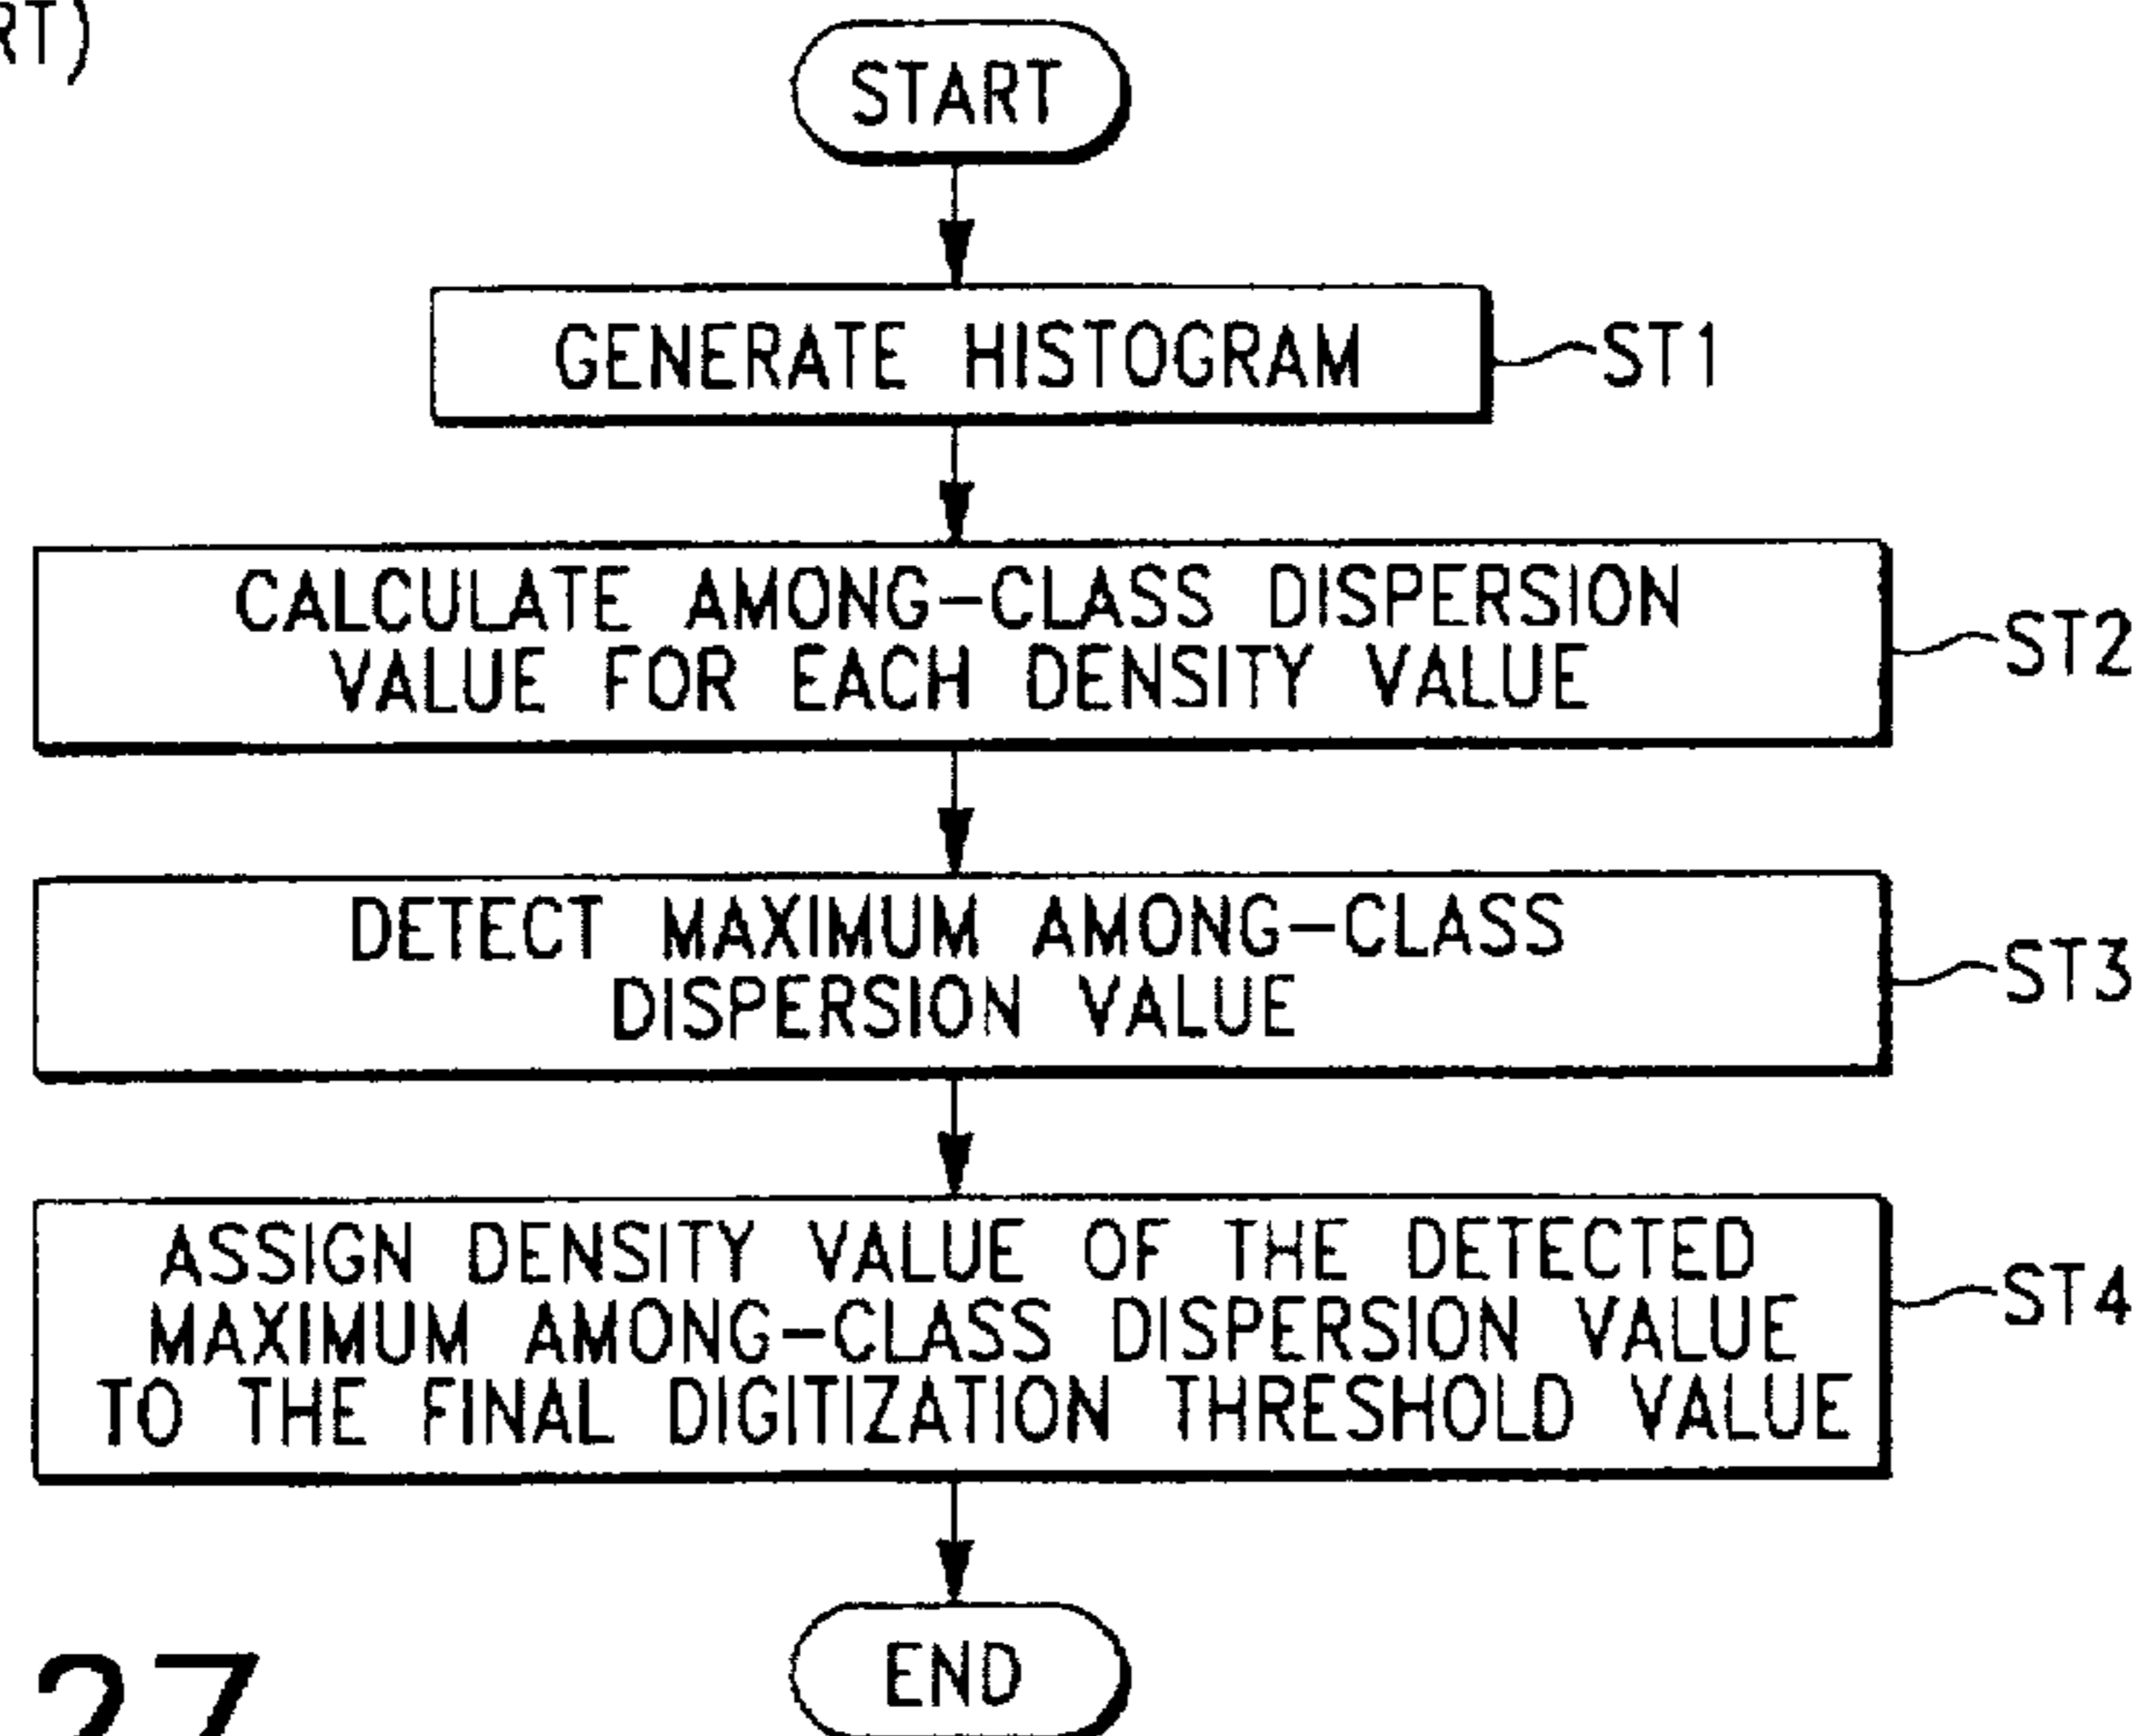 RT)
START
GENERATE HISTOGRAM
ST1
CALCULATE AMONG-CLASS DISPERSION
VALUE FOR EACH DENSITY VALUE
ST2
DETECT MAXIMUM AMONG-CLASS
DISPERSION VALUE
ST3
ASSIGN DENSITY VALUE OF THE DETECTED
MAXIMUM AMONG-CLASS DISPERSION VALUE
TO THE FINAL DIGITIZATION THRESHOLD VALUE
ST4
END
27